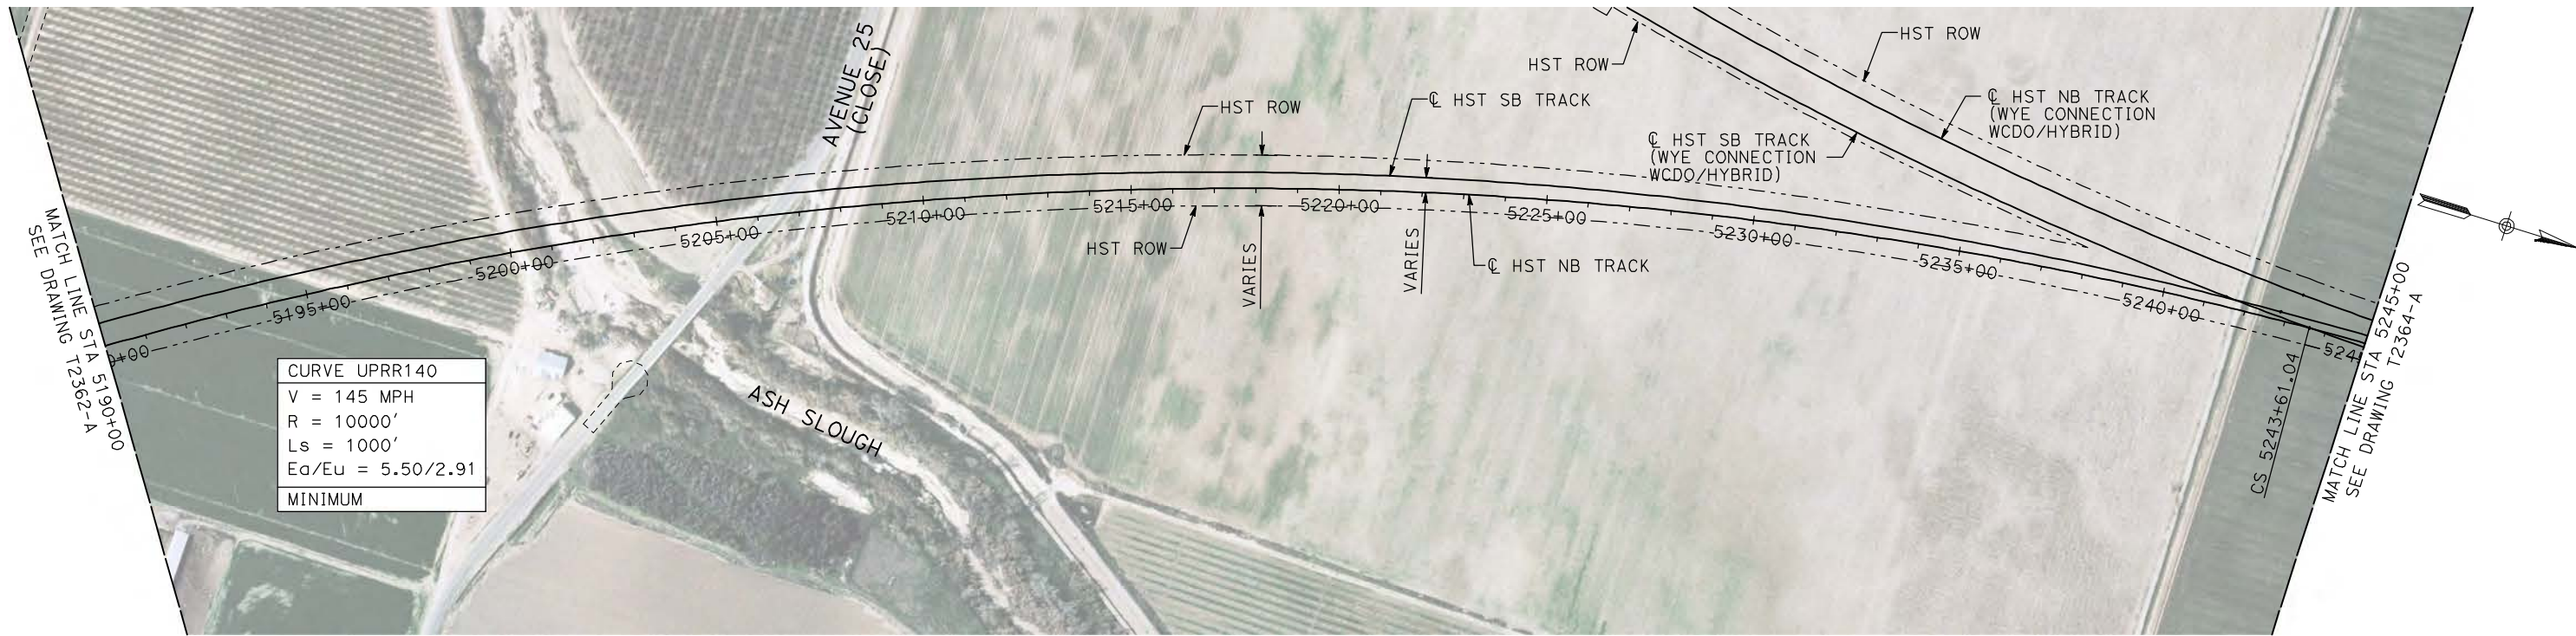 MATCH LINE STA 5190+00
SEE DRAWING T2362-A
AVENUE 25
(CLOSE)
HST ROW
℄ HST SB TRACK
HST ROW
HST ROW
℄ HST NB TRACK
(WYE CONNECTION
WCDO/HYBRID)
℄ HST SB TRACK
(WYE CONNECTION
WCDO/HYBRID)
0+00
5195+00
5200+00
5205+00
5210+00
5215+00
5220+00
5225+00
5230+00
5235+00
5240+00
524
HST ROW
VARIES
VARIES
℄ HST NB TRACK
CURVE UPRR140
V = 145 MPH
R = 10000'
Ls = 1000'
Ea/Eu = 5.50/2.91
MINIMUM
ASH SLOUGH
CS 5243+61.04
MATCH LINE STA 5245+00
SEE DRAWING T2364-A